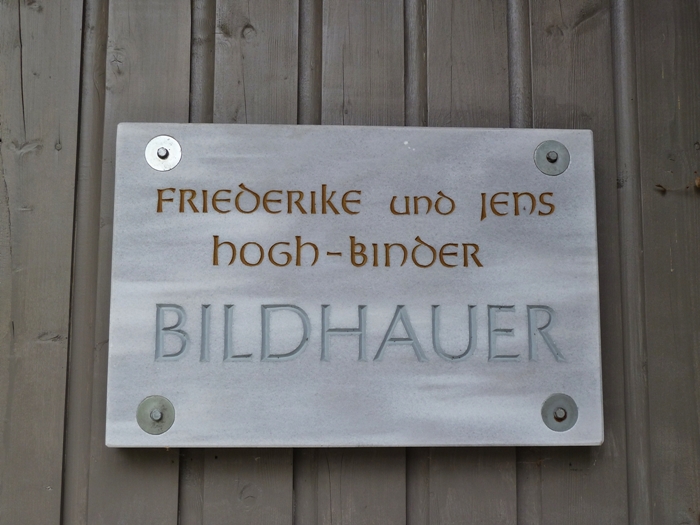 FRIEDERIKE und JENS
HOGH-BINDER
BILDHAUER